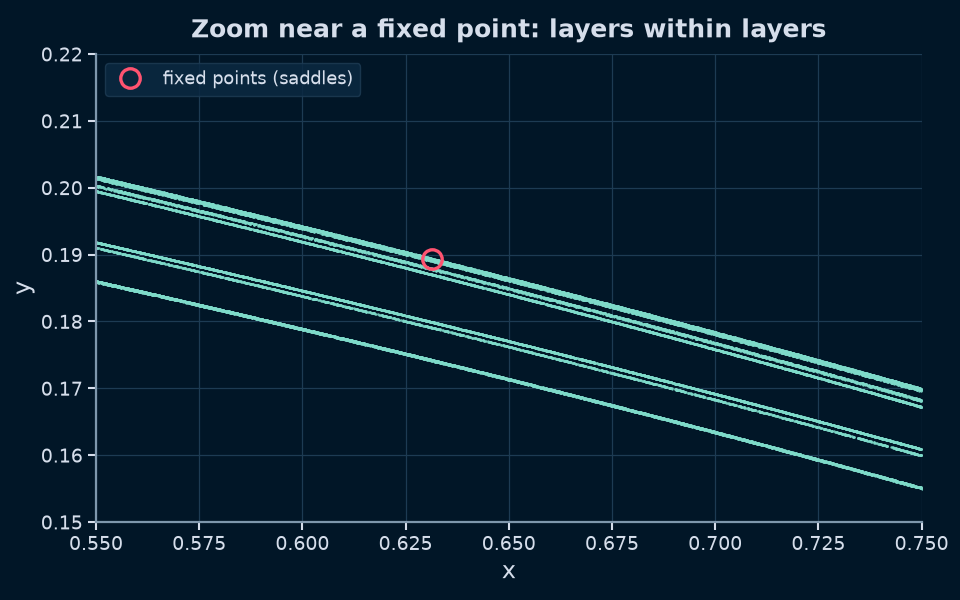 Zoom near a fixed point: layers within layers
fixed points (saddles)
0.22
0.21
0.20
0.19
0.18
0.17
0.16
0.15
y
0.550 0.575 0.600 0.625 0.650 0.675 0.700 0.725 0.750
x